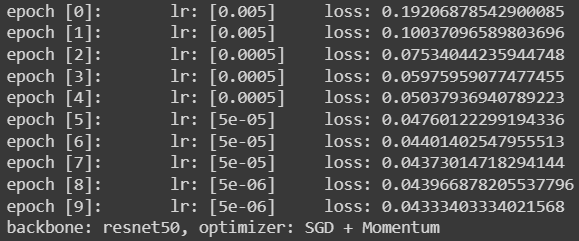 epoch [0]: lr: [0.005] loss: 0.19206878542900085
epoch [1]: lr: [0.005] loss: 0.10037096589803696
epoch [2]: lr: [0.0005] loss: 0.07534044235944748
epoch [3]: lr: [0.0005] loss: 0.05975959077477455
epoch [4]: lr: [0.0005] loss: 0.05037936940789223
epoch [5]: lr: [5e-05] loss: 0.04760122299194336
epoch [6]: lr: [5e-05] loss: 0.04401402547955513
epoch [7]: lr: [5e-05] loss: 0.04373014718294144
epoch [8]: lr: [5e-06] loss: 0.043966878205537796
epoch [9]: lr: [5e-06] loss: 0.04333403334021568
backbone: resnet50, optimizer: SGD + Momentum